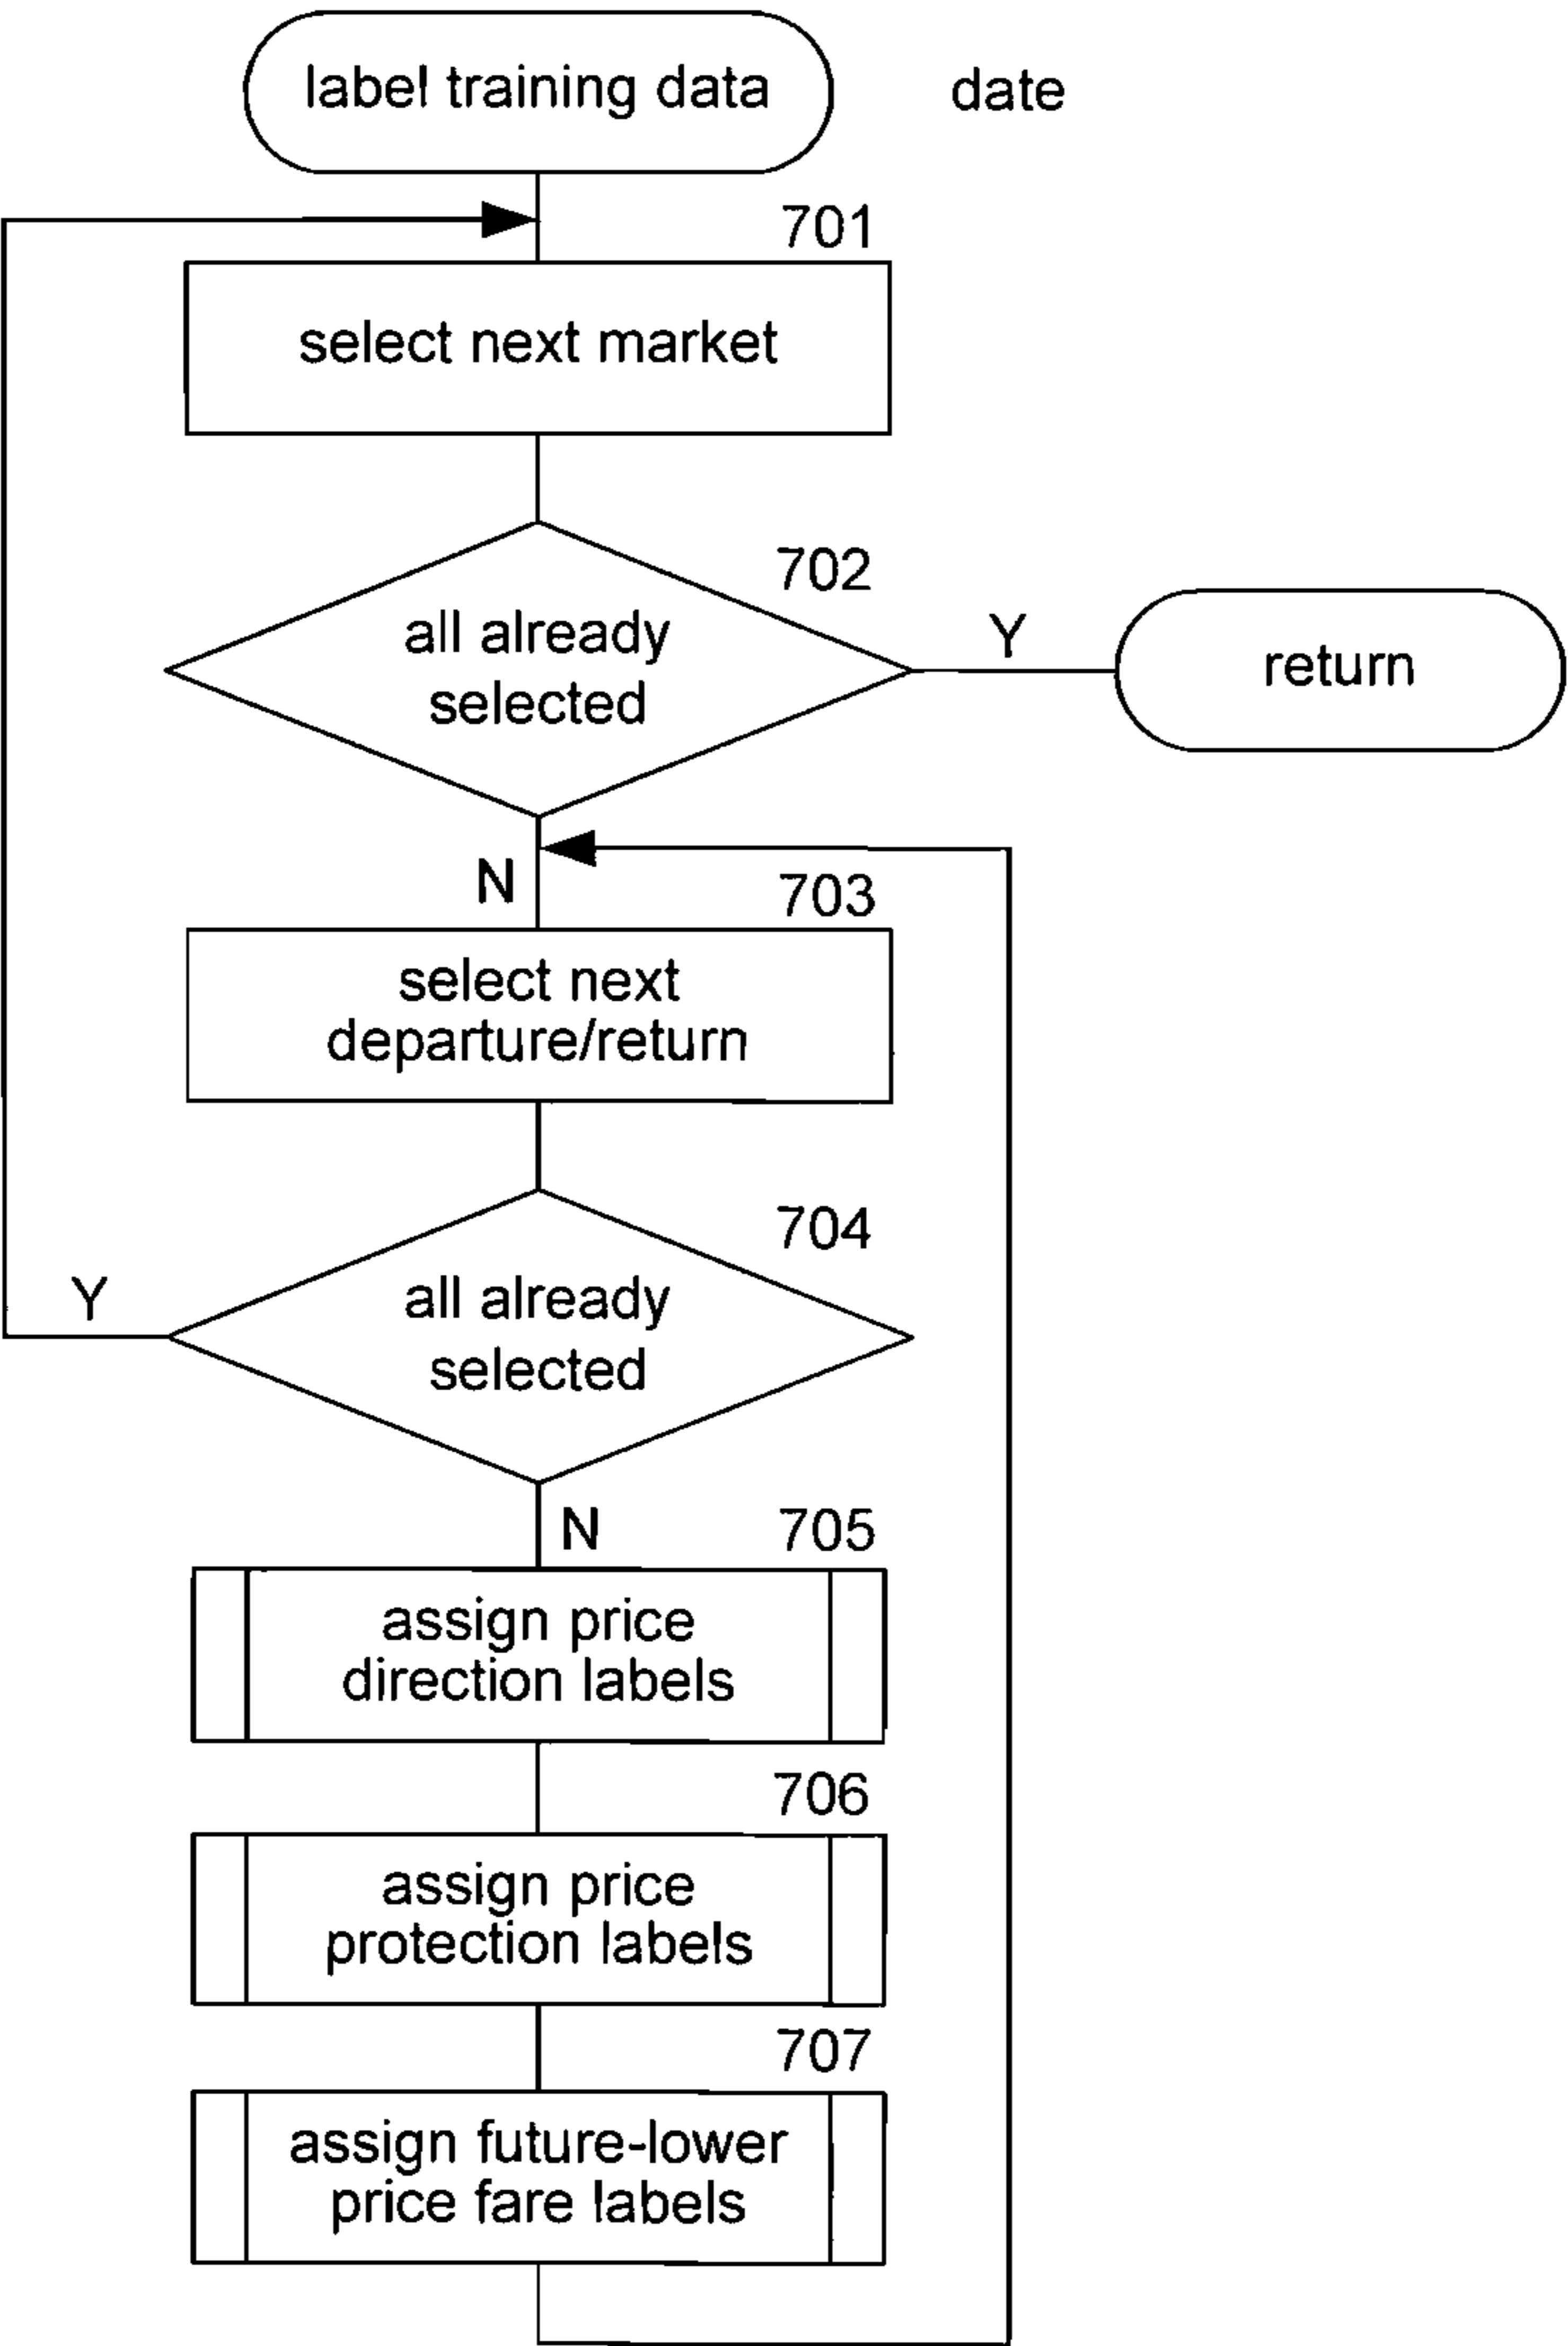 label training data
date
701
select next market
702
all already
selected
Y
return
N
703
select next
departure/return
704
all already
selected
Y
N
705
assign price
direction labels
706
assign price
protection labels
707
assign future-lower
price fare labels